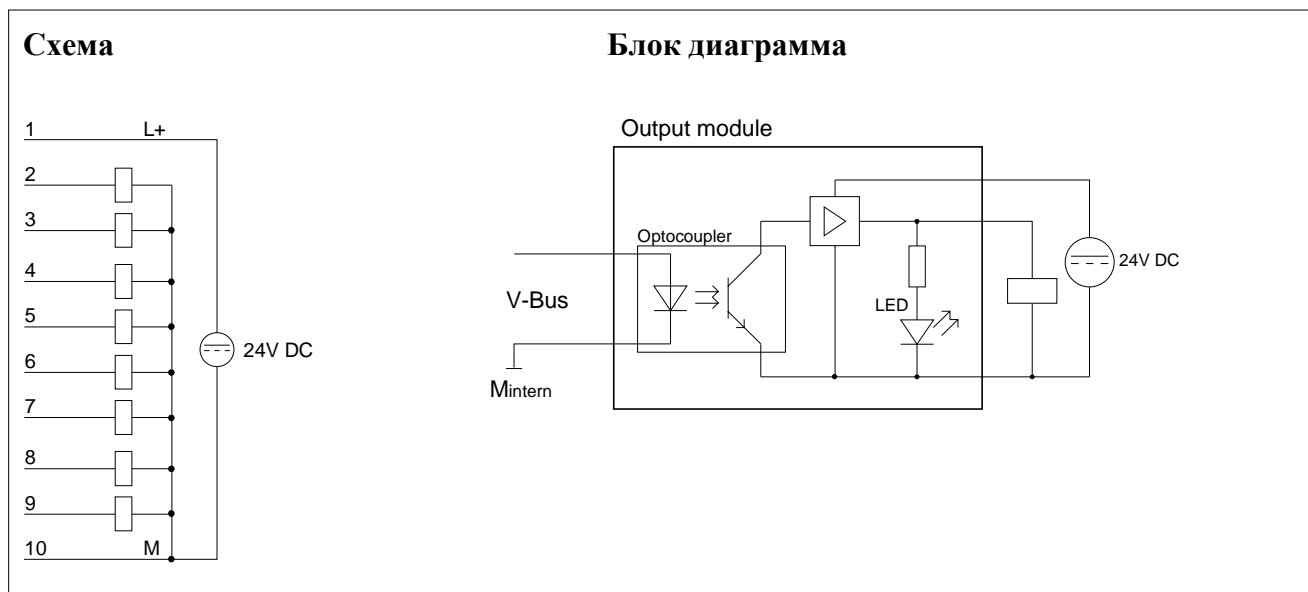 Схема
Блок диаграмма
1 L+
2
3
4
5
6
7
8
9
10 M
24V DC
Output module
Optocoupler
V-Bus
Mintern
LED
24V DC